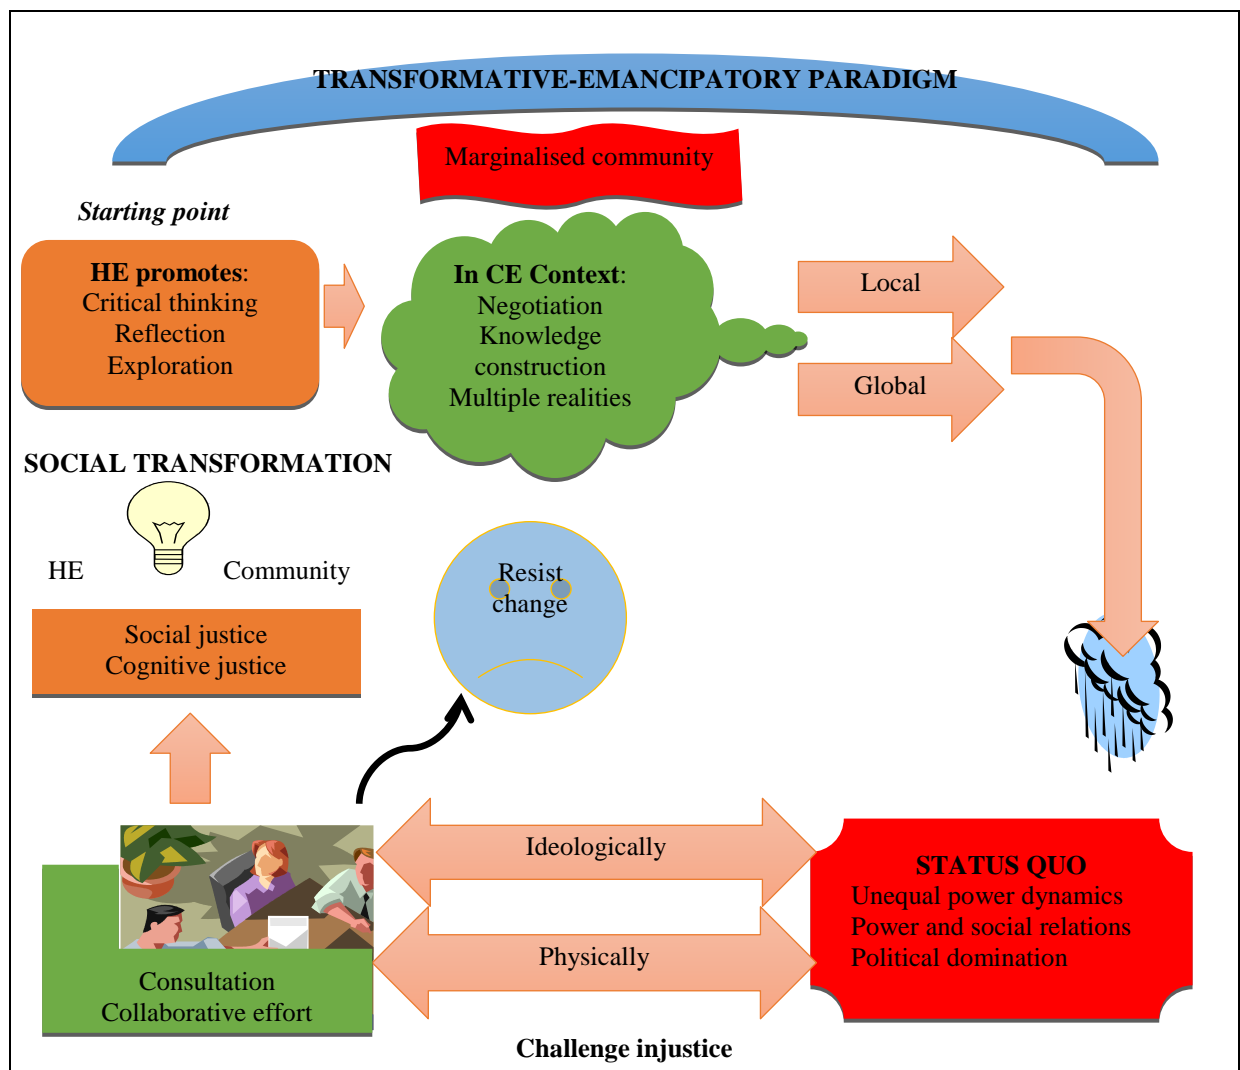 TRANSFORMATIVE-EMANCIPATORY PARADIGM
Marginalised community
Starting point
HE promotes:
Critical thinking
Reflection
Exploration
In CE Context:
Negotiation
Knowledge
construction
Multiple realities
Local
Global
SOCIAL TRANSFORMATION
HE
Community
Social justice
Cognitive justice
Resist
change
Ideologically
Physically
STATUS QUO
Unequal power dynamics
Power and social relations
Political domination
Consultation
Collaborative effort
Challenge injustice